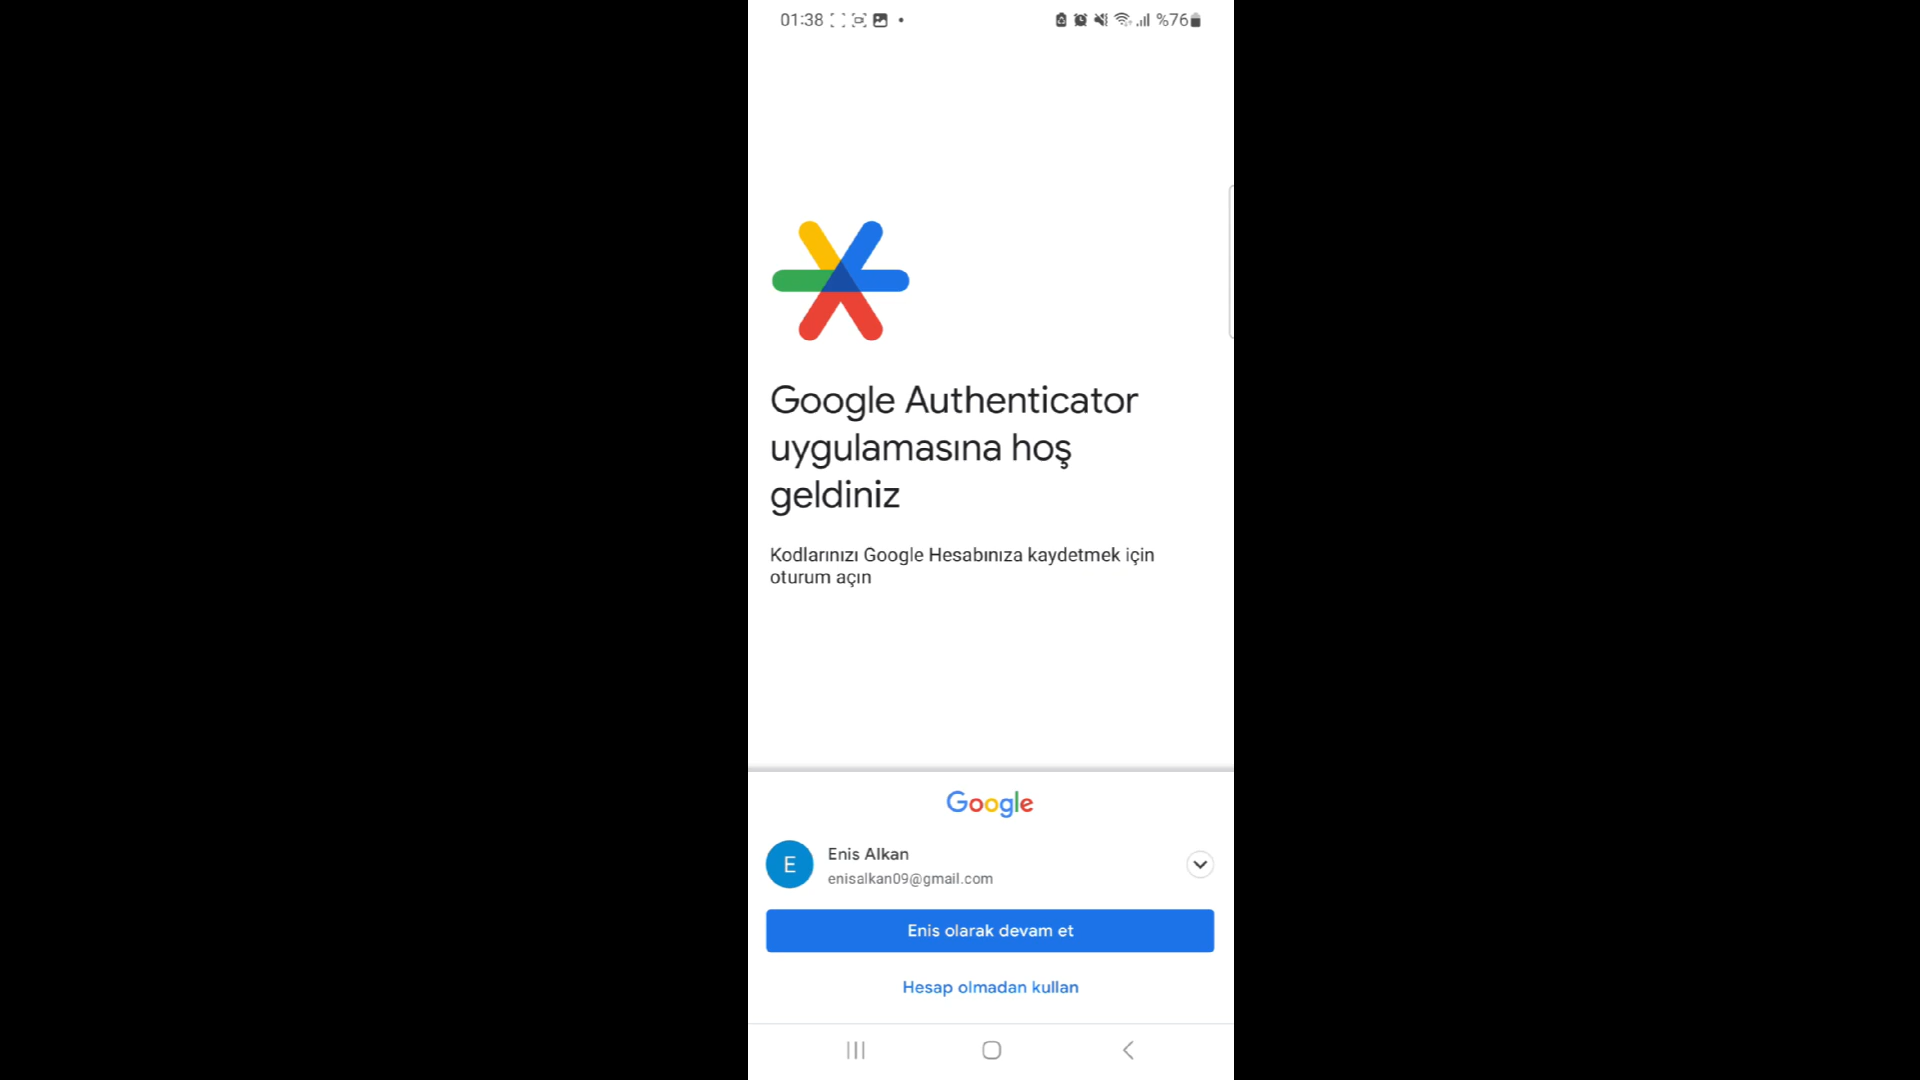 01:38
%76
Google Authenticator
uygulamasına hoş
geldiniz
Kodlarınızı Google Hesabınıza kaydetmek için
oturum açın
Google
E
Enis Alkan
enisalkan09@gmail.com
Enis olarak devam et
Hesap olmadan kullan